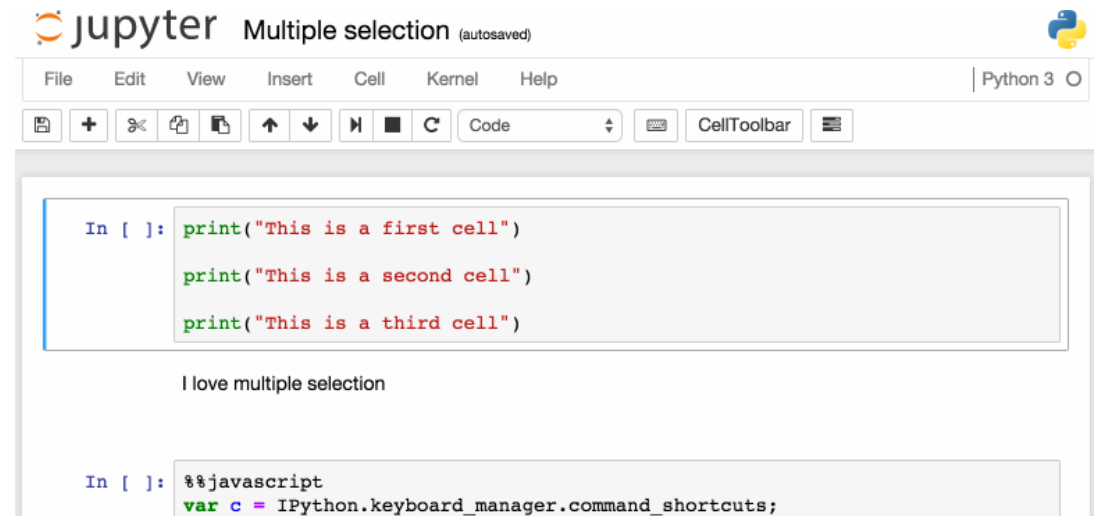 jupyter Multiple selection (autosaved)
File Edit View Insert Cell Kernel Help Python 3
Code CellToolbar
In [ ]: print("This is a first cell")
print("This is a second cell")
print("This is a third cell")
I love multiple selection
In [ ]: %%javascript
var c = IPython.keyboard_manager.command_shortcuts;